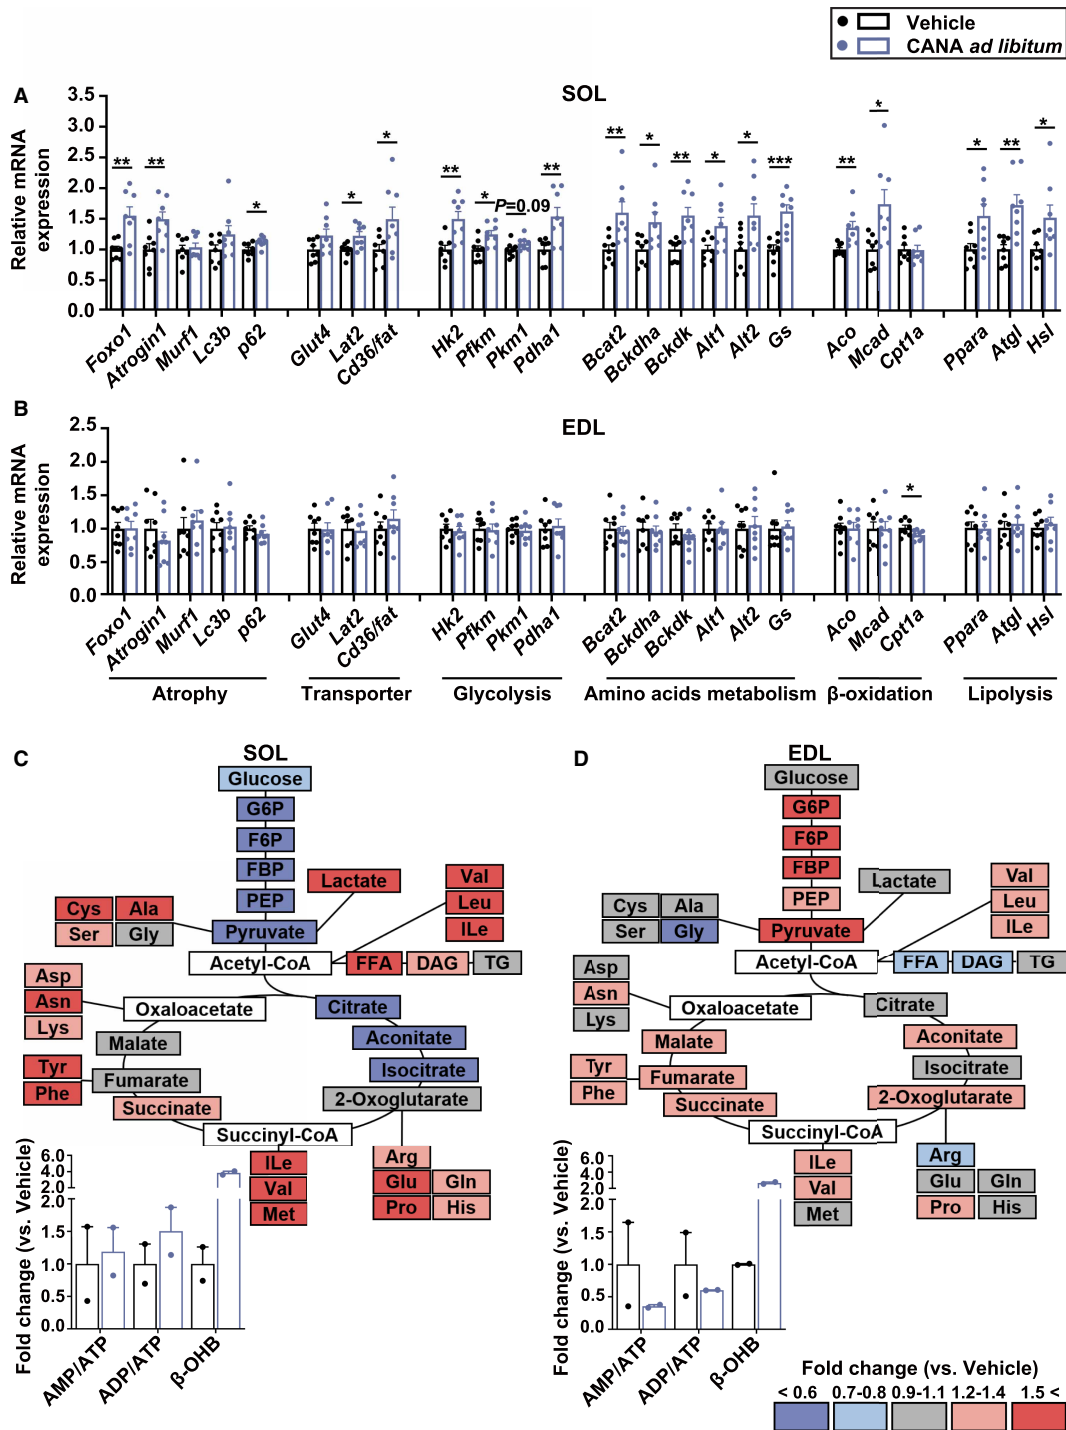 Vehicle
CANA ad libitum
A
SOL
Relative mRNA
expression
3.5
3.0
2.5
2.0
1.5
1.0
0.5
0.0
** ** * * * ** * P=0.09 ** ** * ** * * *** ** * * ** *
Foxo1 Atrogin1 Murf1 Lc3b p62 Glut4 Lat2 Cd36/fat Hk2 Pfkm Pkm1 Pdha1 Bcat2 Bckdha Bckdk Alt1 Alt2 Gs Aco Mcad Cpt1a Ppara Atgl Hsl
B
EDL
Relative mRNA
expression
2.5
2.0
1.5
1.0
0.5
0.0
*
Foxo1 Atrogin1 Murf1 Lc3b p62 Glut4 Lat2 Cd36/fat Hk2 Pfkm Pkm1 Pdha1 Bcat2 Bckdha Bckdk Alt1 Alt2 Gs Aco Mcad Cpt1a Ppara Atgl Hsl
Atrophy Transporter Glycolysis Amino acids metabolism β-oxidation Lipolysis
C
SOL
Glucose
G6P
F6P
FBP
PEP
Lactate
Val
Leu
ILe
Cys Ala
Ser Gly
Pyruvate
Acetyl-CoA FFA DAG TG
Asp
Asn
Lys
Oxaloacetate
Citrate
Malate
Aconitate
Tyr
Phe
Fumarate
Isocitrate
Succinate
2-Oxoglutarate
Succinyl-CoA
ILe
Val
Met
Arg
Glu Gln
Pro His
Fold change (vs. Vehicle)
6.0
4.0
2.0
2.0
1.5
1.0
0.5
0.0
AMP/ATP ADP/ATP β-OHB
D
EDL
Glucose
G6P
F6P
FBP
PEP
Lactate
Val
Leu
ILe
Cys Ala
Ser Gly
Pyruvate
Acetyl-CoA FFA DAG TG
Asp
Asn
Lys
Oxaloacetate
Citrate
Malate
Aconitate
Tyr
Phe
Fumarate
Isocitrate
Succinate
2-Oxoglutarate
Succinyl-CoA
ILe
Val
Met
Arg
Glu Gln
Pro His
Fold change (vs. Vehicle)
6.0
4.0
2.0
2.0
1.5
1.0
0.5
0.0
AMP/ATP ADP/ATP β-OHB
Fold change (vs. Vehicle)
< 0.6 0.7-0.8 0.9-1.1 1.2-1.4 1.5 <